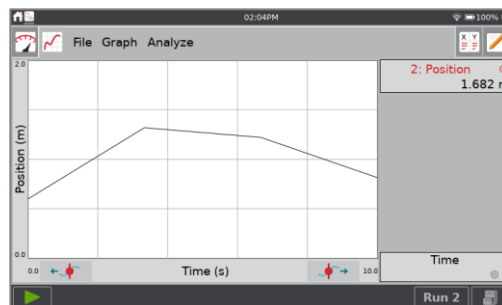 02:04PM
100%
File Graph Analyze
X Y
2: Position
1.682
2.0
Position (m)
0.0
0.0
Time (s)
10.0
Time
Run 2